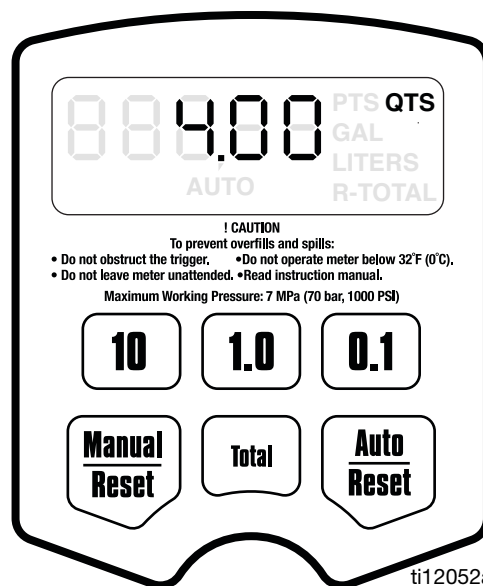 4.00
PTS QTS
GAL
LITERS
AUTO
R-TOTAL
! CAUTION
To prevent overfills and spills:
• Do not obstruct the trigger. •Do not operate meter below 32°F (0°C).
• Do not leave meter unattended. •Read instruction manual.
Maximum Working Pressure: 7 MPa (70 bar, 1000 PSI)
10 1.0 0.1
Manual Total Auto
Reset Reset